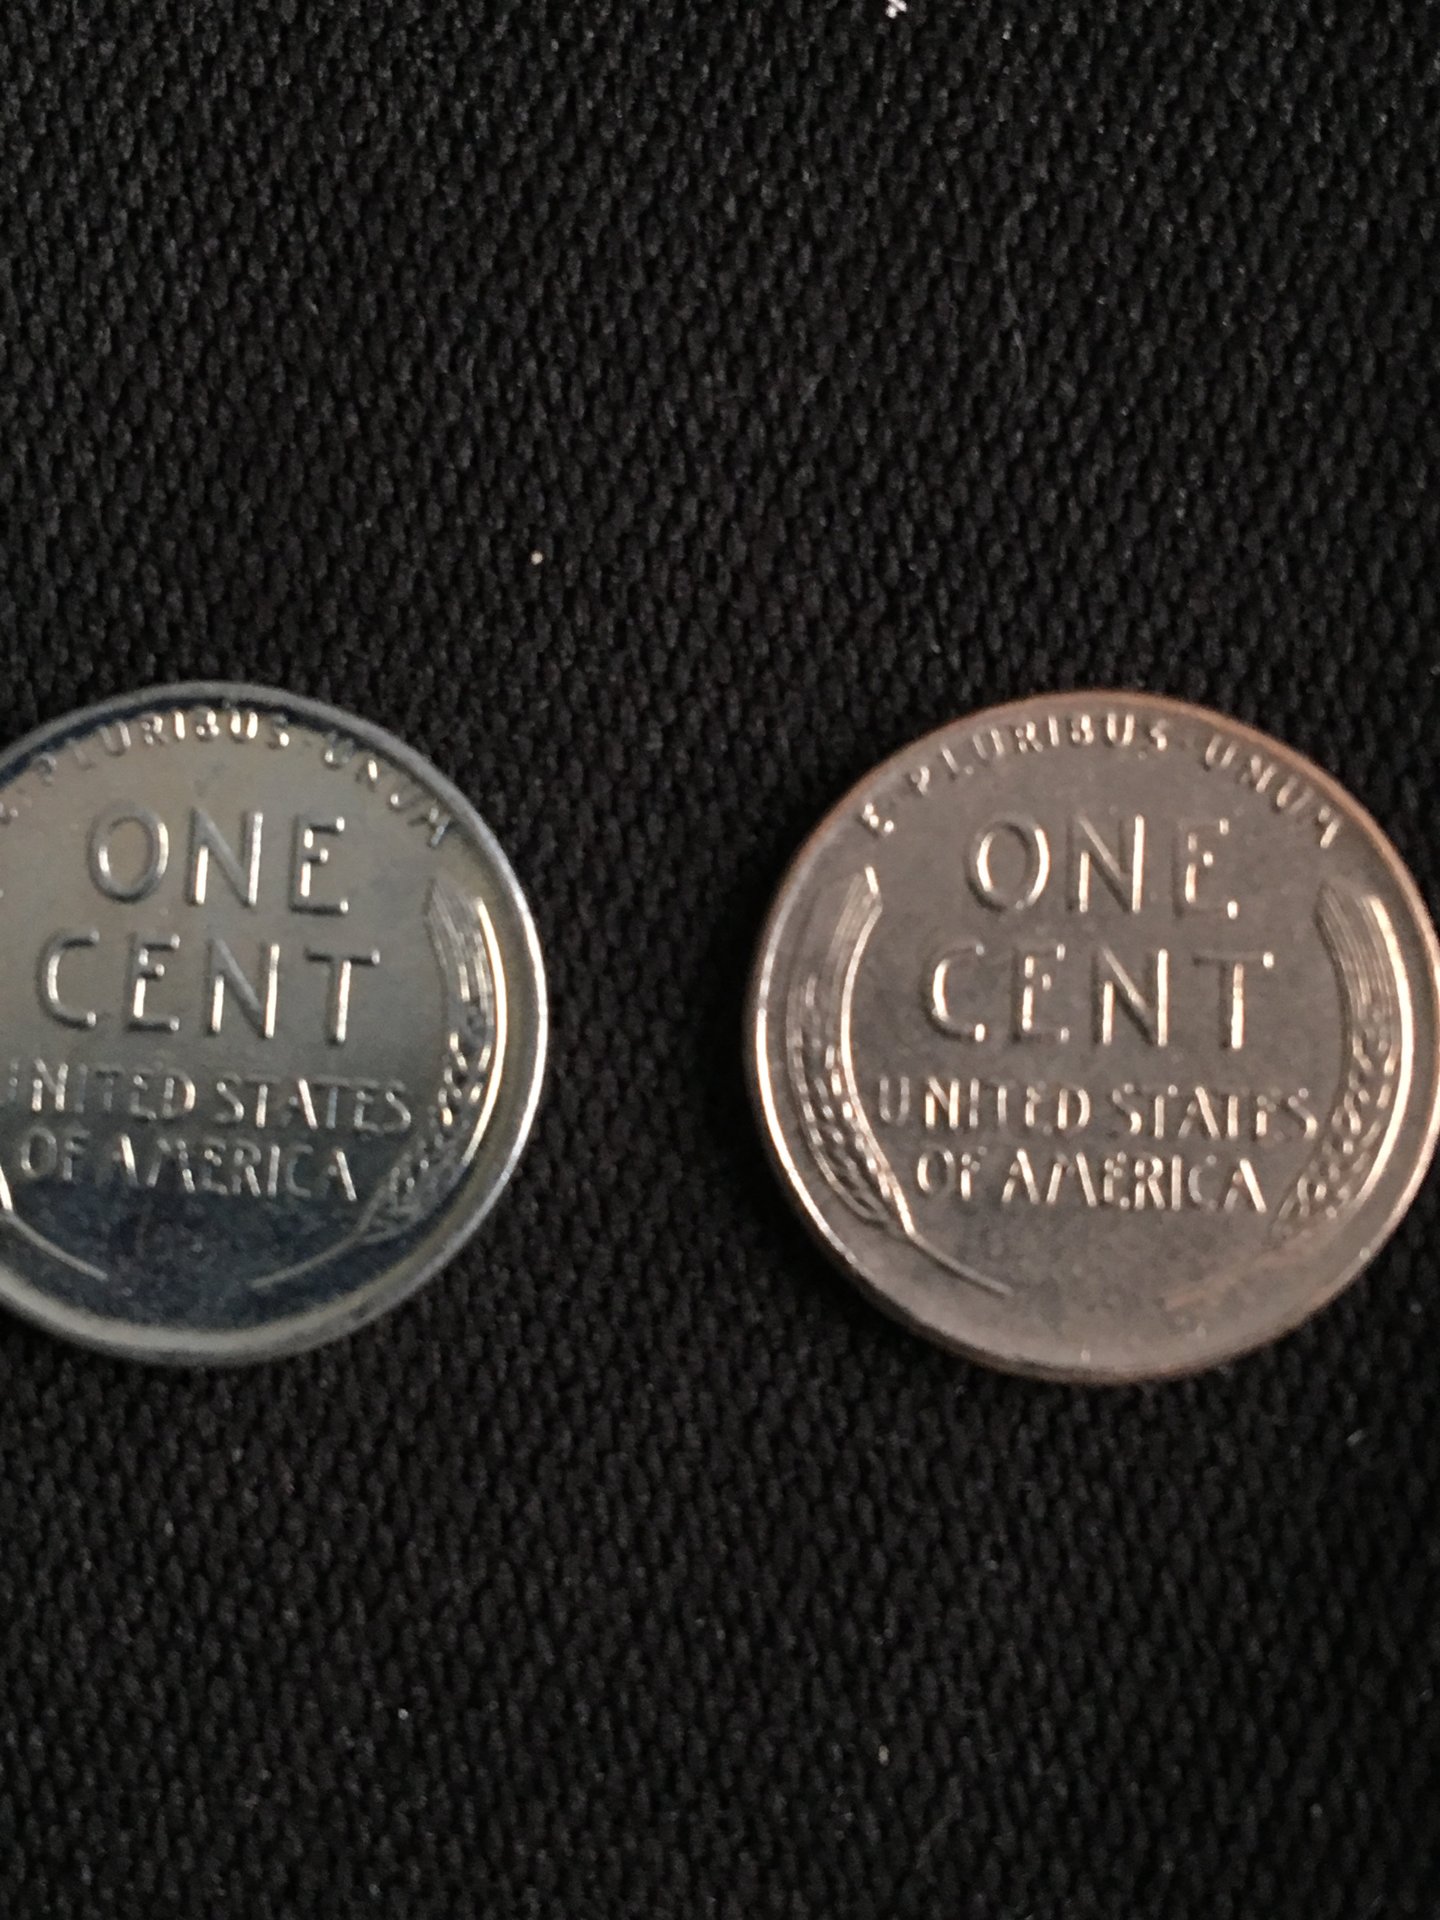 E·PLURIBUS·UNUM
ONE
CENT
UNITED STATES
OF AMERICA
E·PLURIBUS·UNUM
ONE
CENT
UNITED STATES
OF AMERICA